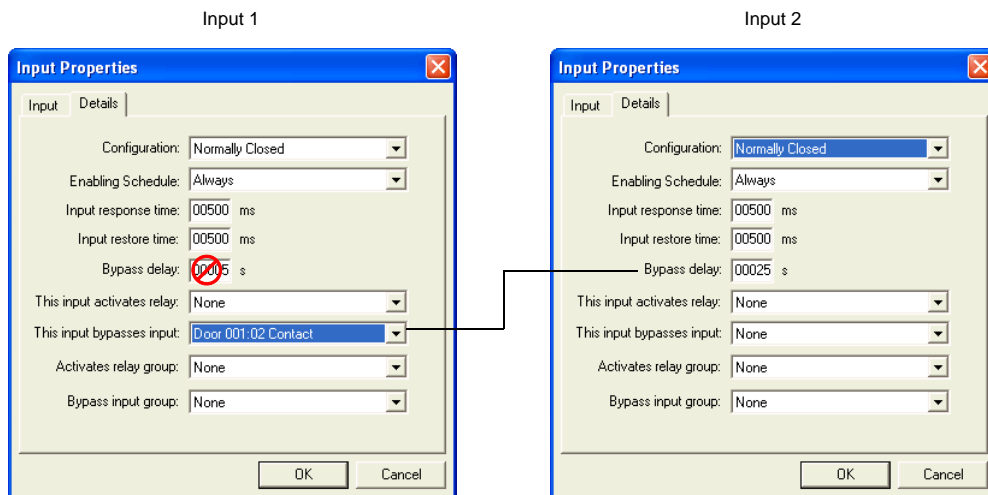 Input 1
Input Properties
Input Details
Configuration: Normally Closed
Enabling Schedule: Always
Input response time: 00500 ms
Input restore time: 00500 ms
Bypass delay: 00005 s
This input activates relay: None
This input bypasses input: Door 001:02 Contact
Activates relay group: None
Bypass input group: None
OK Cancel
Input 2
Input Properties
Input Details
Configuration: Normally Closed
Enabling Schedule: Always
Input response time: 00500 ms
Input restore time: 00500 ms
Bypass delay: 00025 s
This input activates relay: None
This input bypasses input: None
Activates relay group: None
Bypass input group: None
OK Cancel